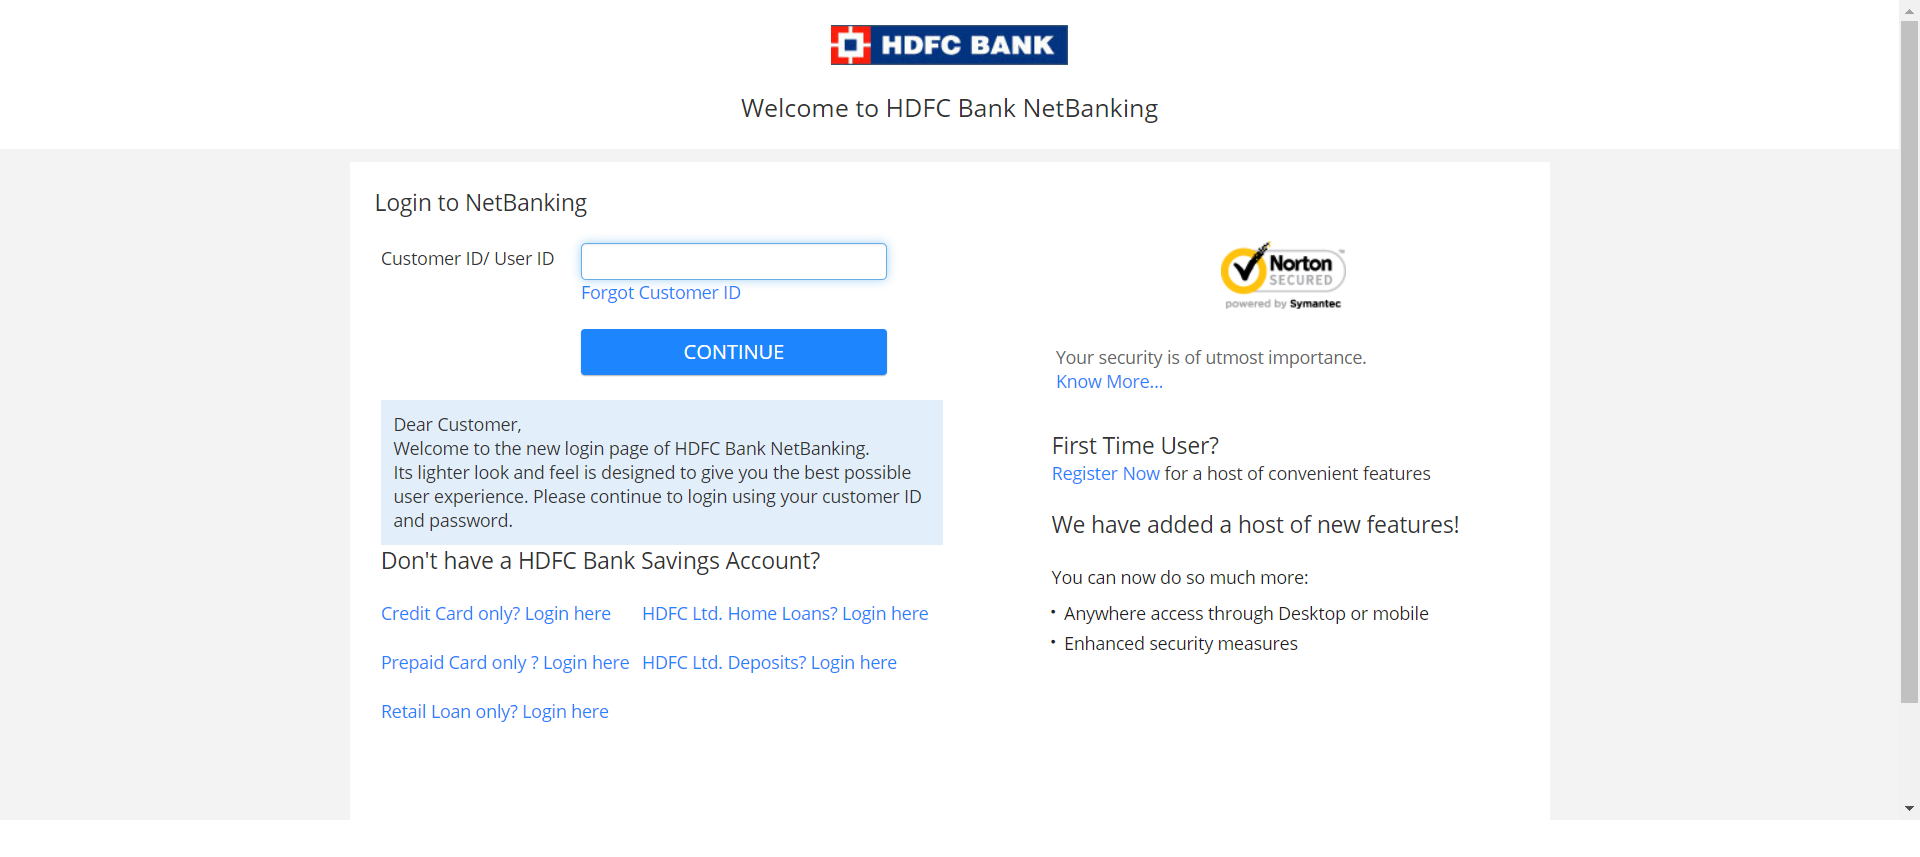 HDFC BANK
Welcome to HDFC Bank NetBanking
Login to NetBanking
Customer ID/ User ID
Forgot Customer ID
CONTINUE
Dear Customer,
Welcome to the new login page of HDFC Bank NetBanking.
Its lighter look and feel is designed to give you the best possible
user experience. Please continue to login using your customer ID
and password.
Don't have a HDFC Bank Savings Account?
Credit Card only? Login here
HDFC Ltd. Home Loans? Login here
Prepaid Card only ? Login here
HDFC Ltd. Deposits? Login here
Retail Loan only? Login here
Norton
SECURED
powered by Symantec
Your security is of utmost importance.
Know More...
First Time User?
Register Now for a host of convenient features
We have added a host of new features!
You can now do so much more:
• Anywhere access through Desktop or mobile
• Enhanced security measures